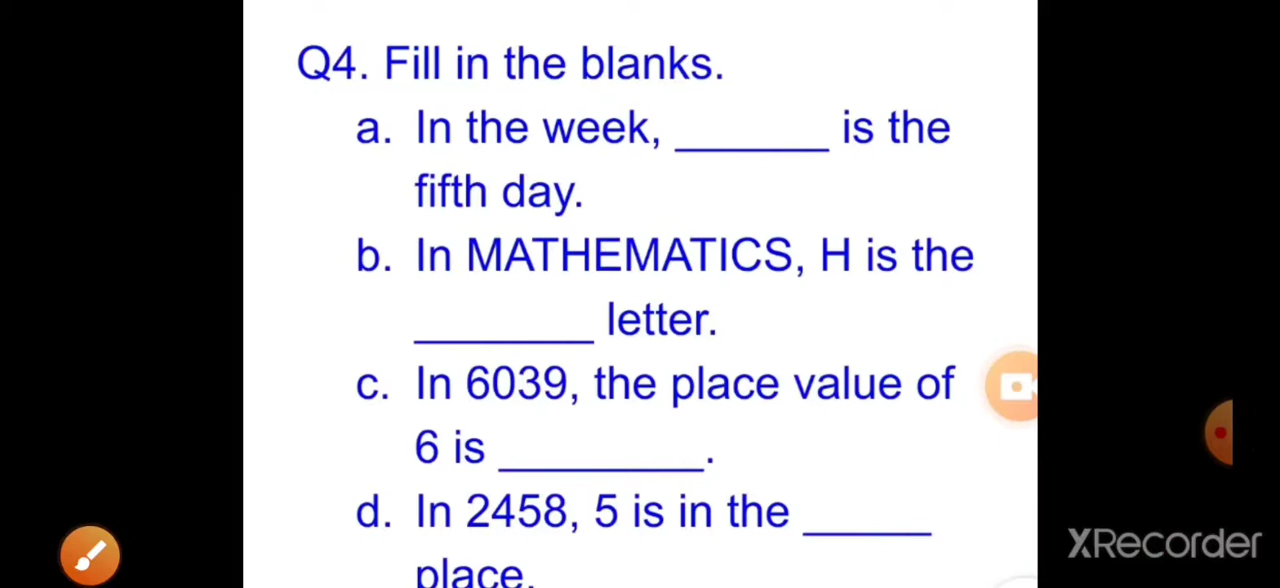 Q4. Fill in the blanks.
a. In the week, ______ is the
fifth day.
b. In MATHEMATICS, H is the
_______ letter.
c. In 6039, the place value of
6 is ________.
d. In 2458, 5 is in the _____
place.
XRecorder